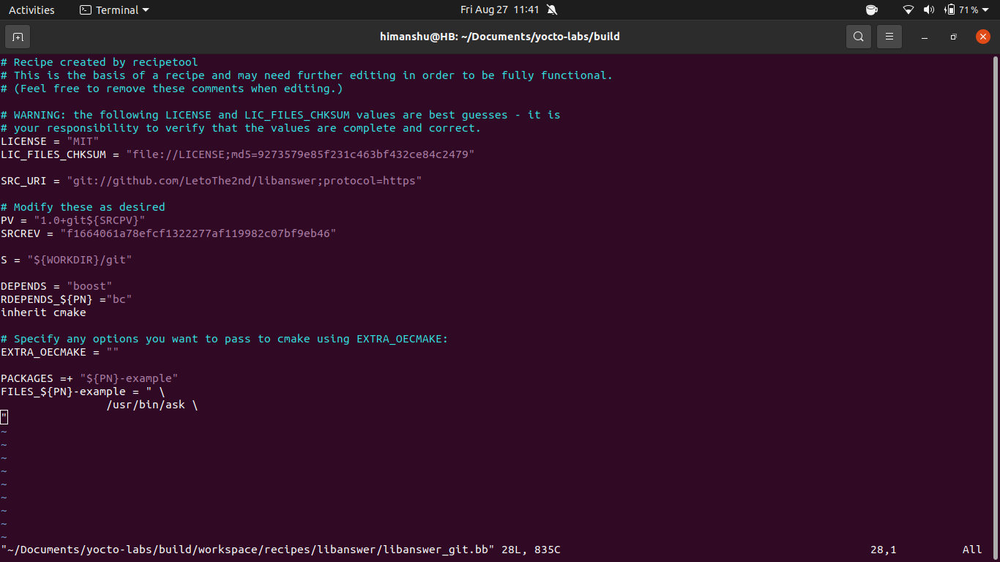 Activities Terminal Fri Aug 27 11:41 71 %
himanshu@HB: ~/Documents/yocto-labs/build
# Recipe created by recipetool
# This is the basis of a recipe and may need further editing in order to be fully functional.
# (Feel free to remove these comments when editing.)
# WARNING: the following LICENSE and LIC_FILES_CHKSUM values are best guesses - it is
# your responsibility to verify that the values are complete and correct.
LICENSE = "MIT"
LIC_FILES_CHKSUM = "file://LICENSE;md5=9273579e85f231c463bf432ce84c2479"
SRC_URI = "git://github.com/LetoThe2nd/libanswer;protocol=https"
# Modify these as desired
PV = "1.0+git${SRCPV}"
SRCREV = "f1664061a78efcf1322277af119982c07bf9eb46"
S = "${WORKDIR}/git"
DEPENDS = "boost"
RDEPENDS_${PN} ="bc"
inherit cmake
# Specify any options you want to pass to cmake using EXTRA_OECMAKE:
EXTRA_OECMAKE = ""
PACKAGES =+ "${PN}-example"
FILES_${PN}-example = " \
/usr/bin/ask \
"
~
~
~
~
~
~
~
~
~
"~/Documents/yocto-labs/build/workspace/recipes/libanswer/libanswer_git.bb" 28L, 835C 28,1 All